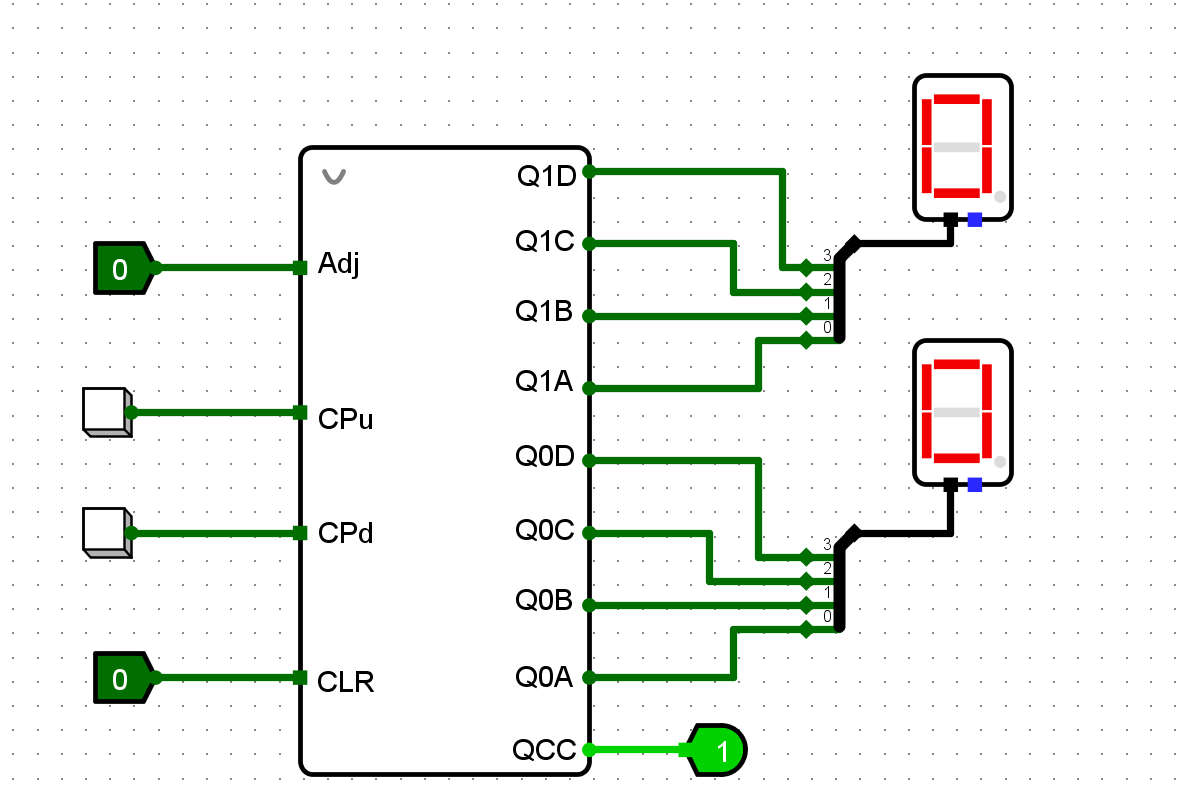 Q1D
Q1C
Adj
0
Q1B
Q1A
3
2
1
0
CPu
Q0D
CPd
Q0C
Q0B
3
2
1
0
0
CLR
Q0A
QCC
1